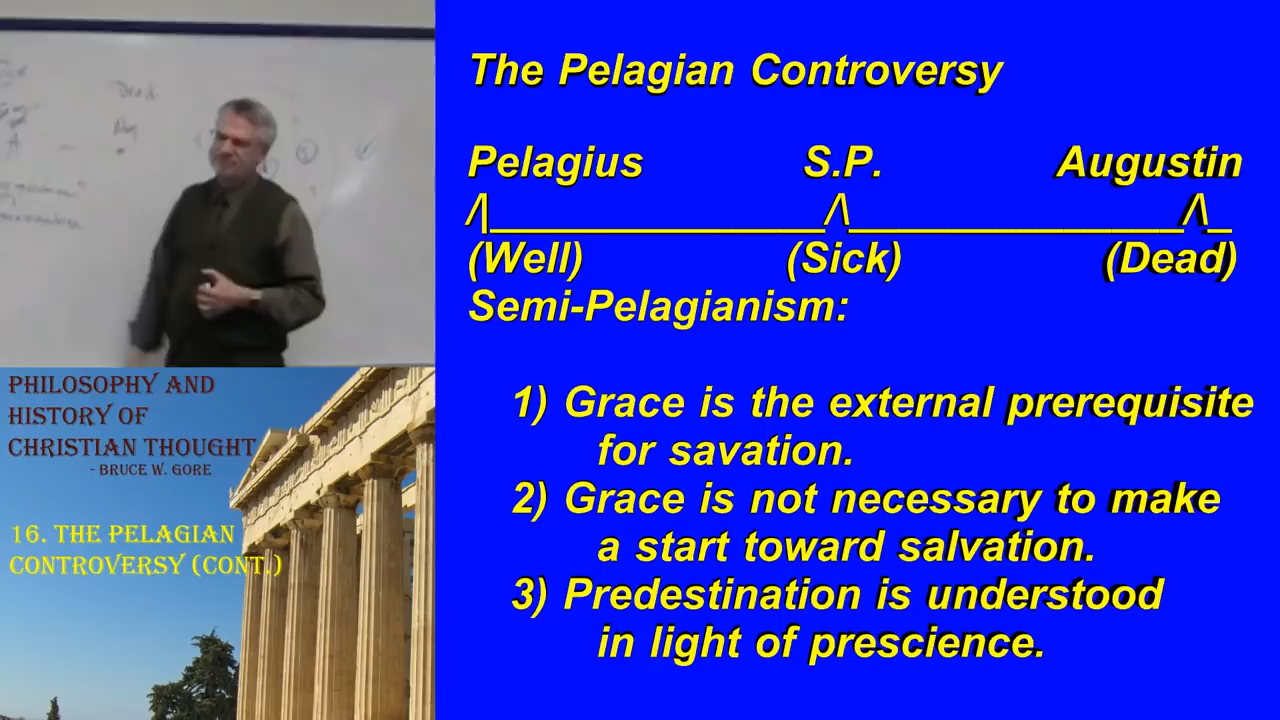 Dead
PHILOSOPHY AND
HISTORY OF
CHRISTIAN THOUGHT
- BRUCE W. GORE
16. THE PELAGIAN
CONTROVERSY (CONT.)
The Pelagian Controversy
Pelagius S.P. Augustin
/\|______________/\______________/\_
(Well) (Sick) (Dead)
Semi-Pelagianism:
1) Grace is the external prerequisite
for savation.
2) Grace is not necessary to make
a start toward salvation.
3) Predestination is understood
in light of prescience.